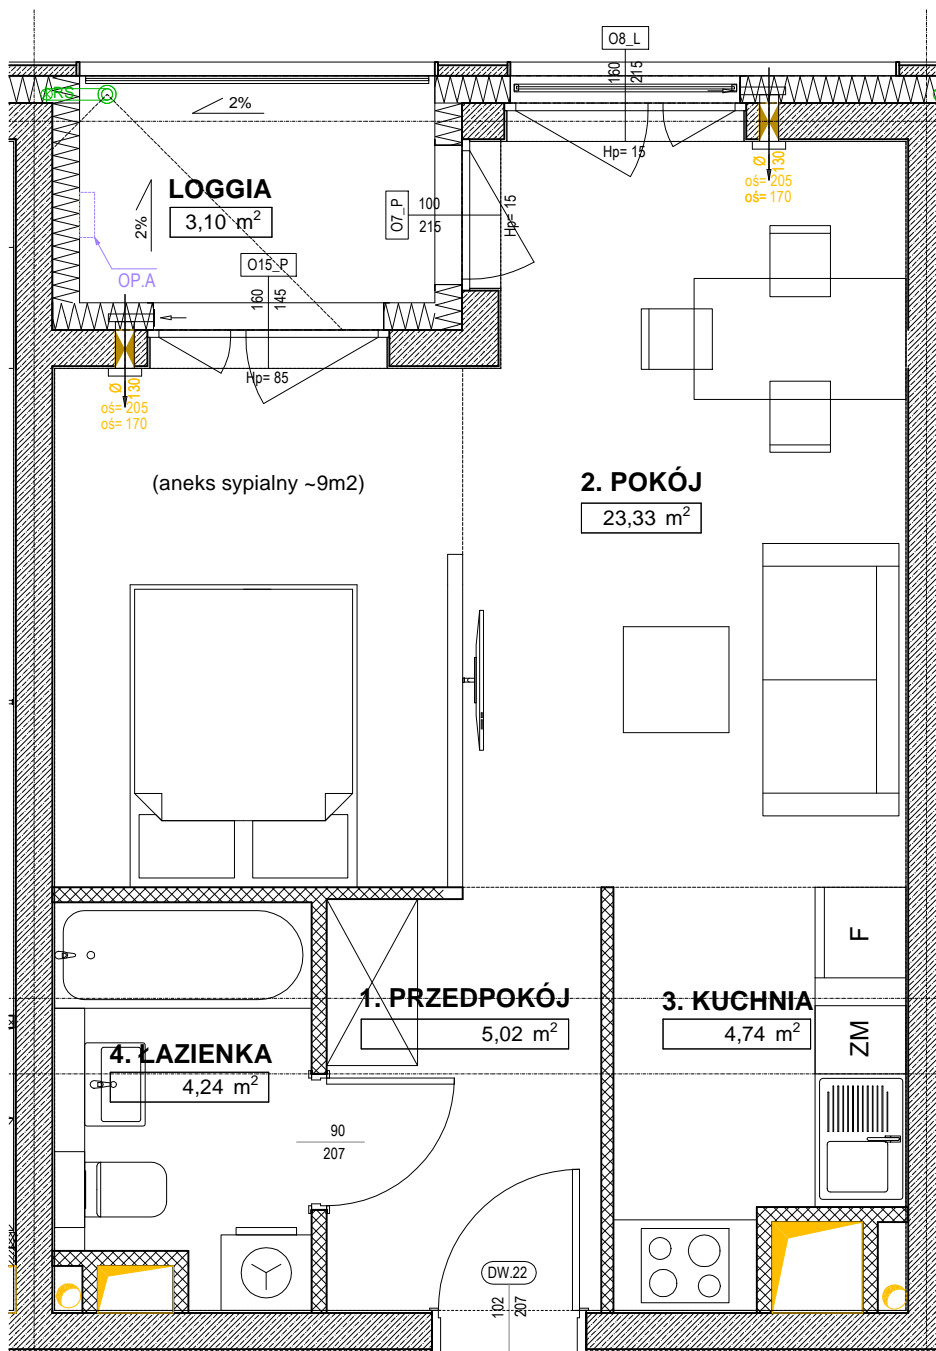 O8_L
160
215
RS
2%
Hp= 15
Ø
130
oś= 205
oś= 170
LOGGIA
3,10 m²
2%
O7_P
100
215
Hp= 15
OP.A
O15_P
160
145
Hp= 85
Ø
130
oś= 205
oś= 170
(aneks sypialny ~9m2)
2. POKÓJ
23,33 m²
F
1. PRZEDPOKÓJ
5,02 m²
3. KUCHNIA
4,74 m²
ZM
4. ŁAZIENKA
4,24 m²
90
207
DW.22
102
207